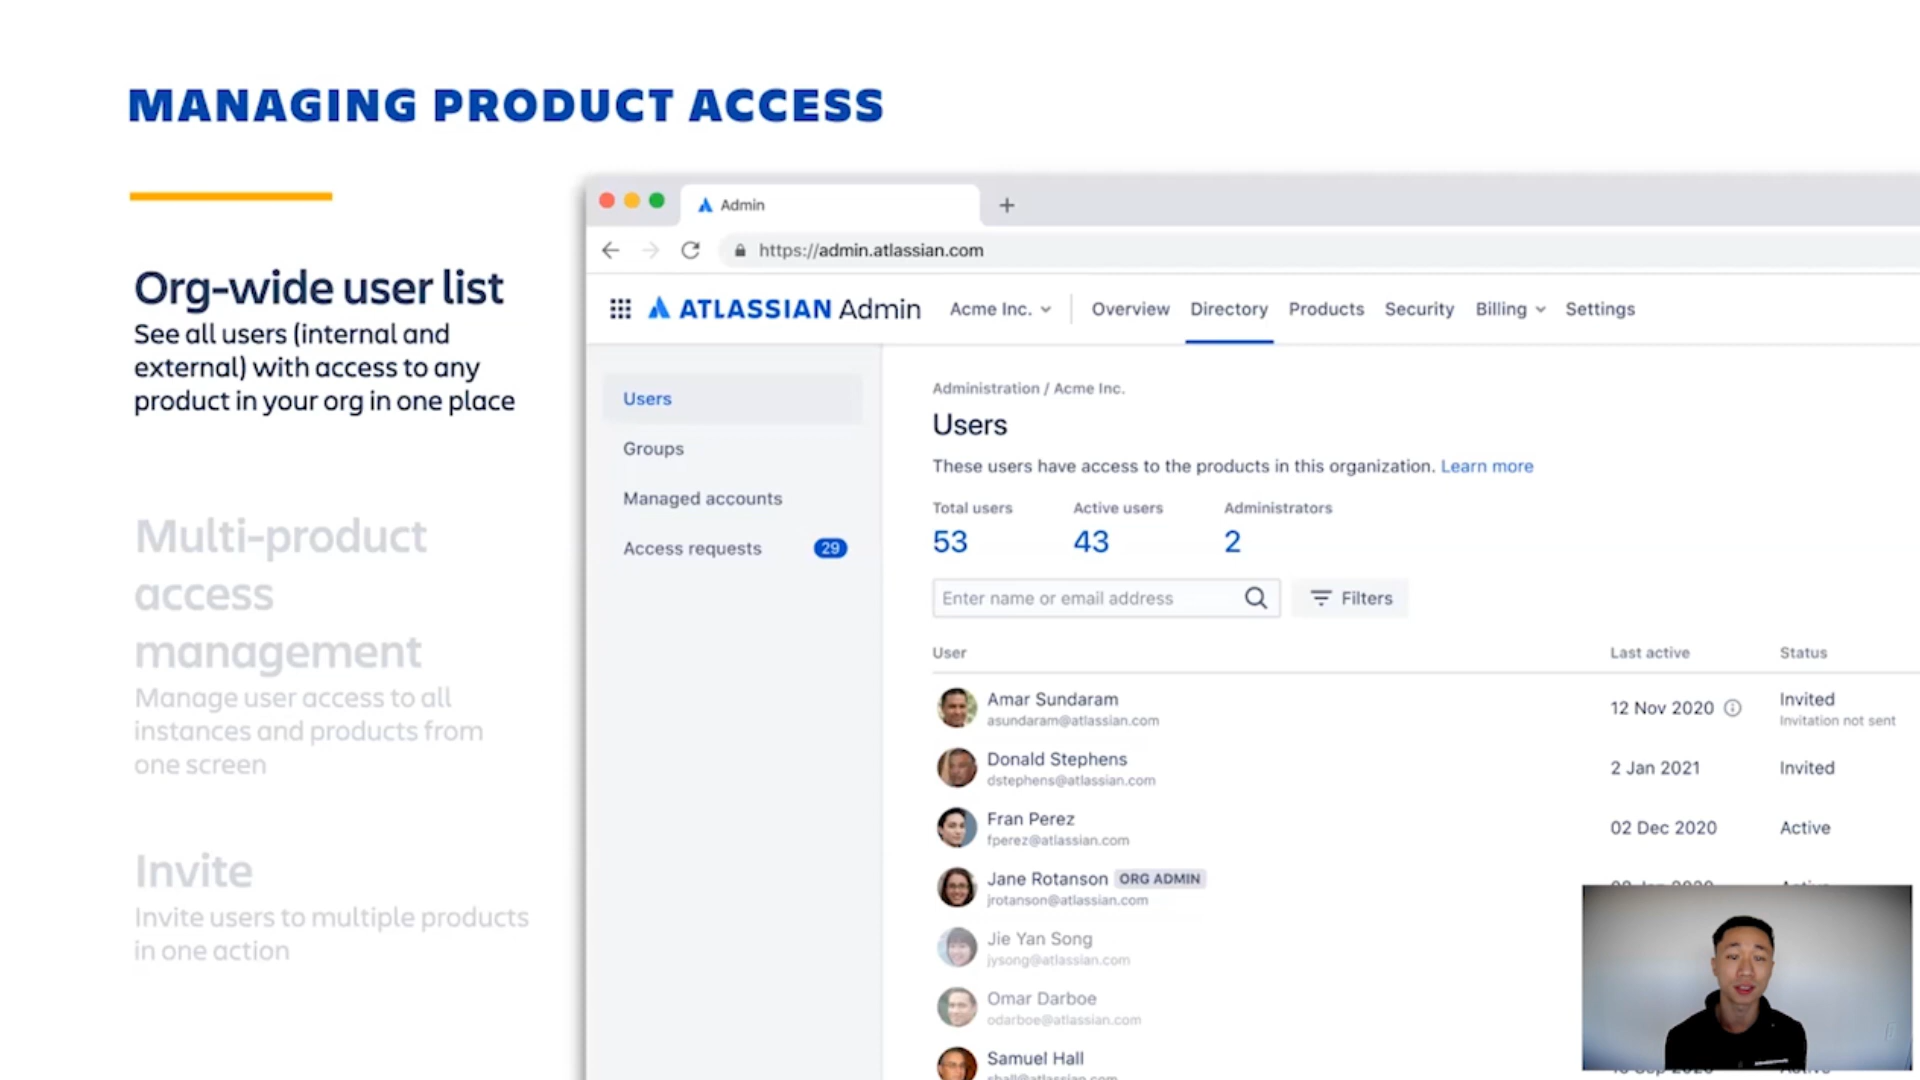 MANAGING PRODUCT ACCESS
Org-wide user list
See all users (internal and
external) with access to any
product in your org in one place
Multi-product
access
management
Manage user access to all
instances and products from
one screen
Invite
Invite users to multiple products
in one action
Admin
https://admin.atlassian.com
ATLASSIAN Admin Acme Inc. Overview Directory Products Security Billing Settings
Users
Groups
Managed accounts
Access requests 29
Administration / Acme Inc.
Users
These users have access to the products in this organization. Learn more
Total users Active users Administrators
53 43 2
Enter name or email address Filters
User Last active Status
Amar Sundaram 12 Nov 2020 Invited
asundaram@atlassian.com Invitation not sent
Donald Stephens 2 Jan 2021 Invited
dstephens@atlassian.com
Fran Perez 02 Dec 2020 Active
fperez@atlassian.com
Jane Rotanson ORG ADMIN
jrotanson@atlassian.com
Jie Yan Song
jysong@atlassian.com
Omar Darboe
odarboe@atlassian.com
Samuel Hall